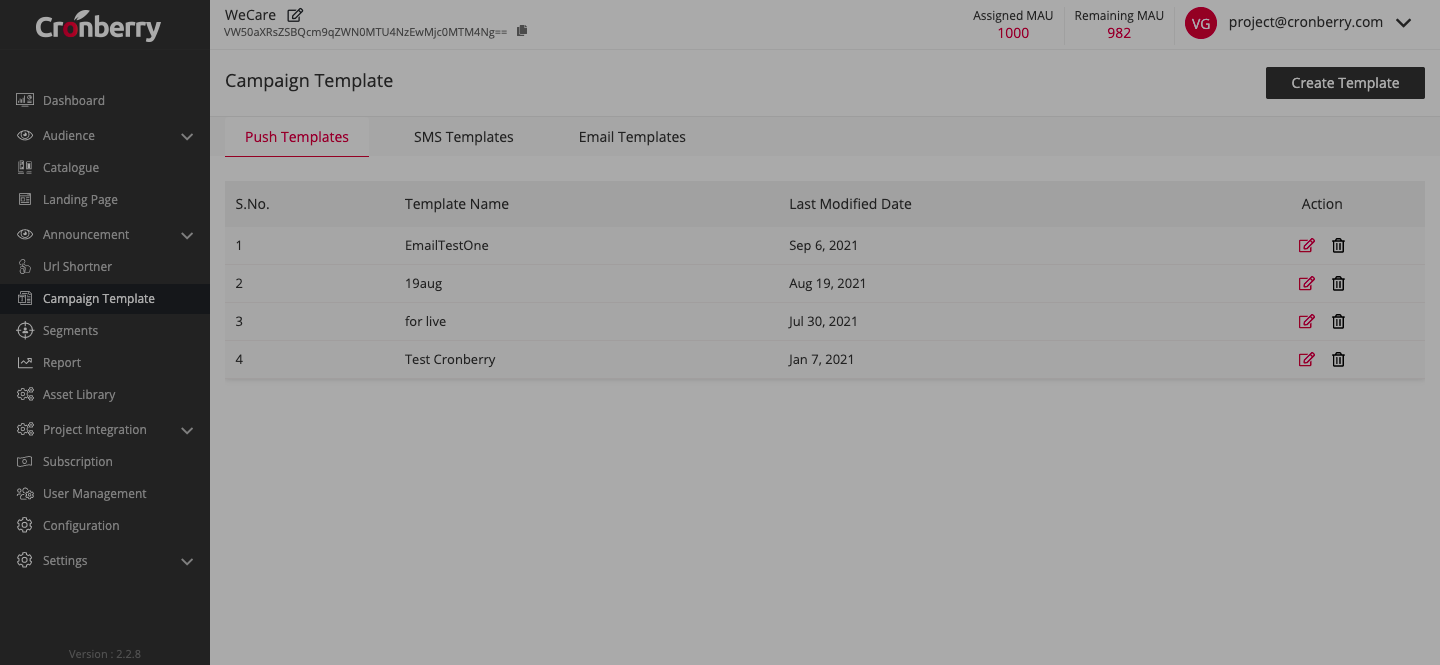 Cronberry
Dashboard
Audience
Catalogue
Landing Page
Announcement
Url Shortner
Campaign Template
Segments
Report
Asset Library
Project Integration
Subscription
User Management
Configuration
Settings
Version : 2.2.8
WeCare
VW50aXRsZSBQcm9qZWN0MTU4NzEwMjc0MTM4Ng==
Assigned MAU
1000
Remaining MAU
982
VG
project@cronberry.com
Campaign Template
Create Template
Push Templates SMS Templates Email Templates
S.No. Template Name Last Modified Date Action
1 EmailTestOne Sep 6, 2021
2 19aug Aug 19, 2021
3 for live Jul 30, 2021
4 Test Cronberry Jan 7, 2021